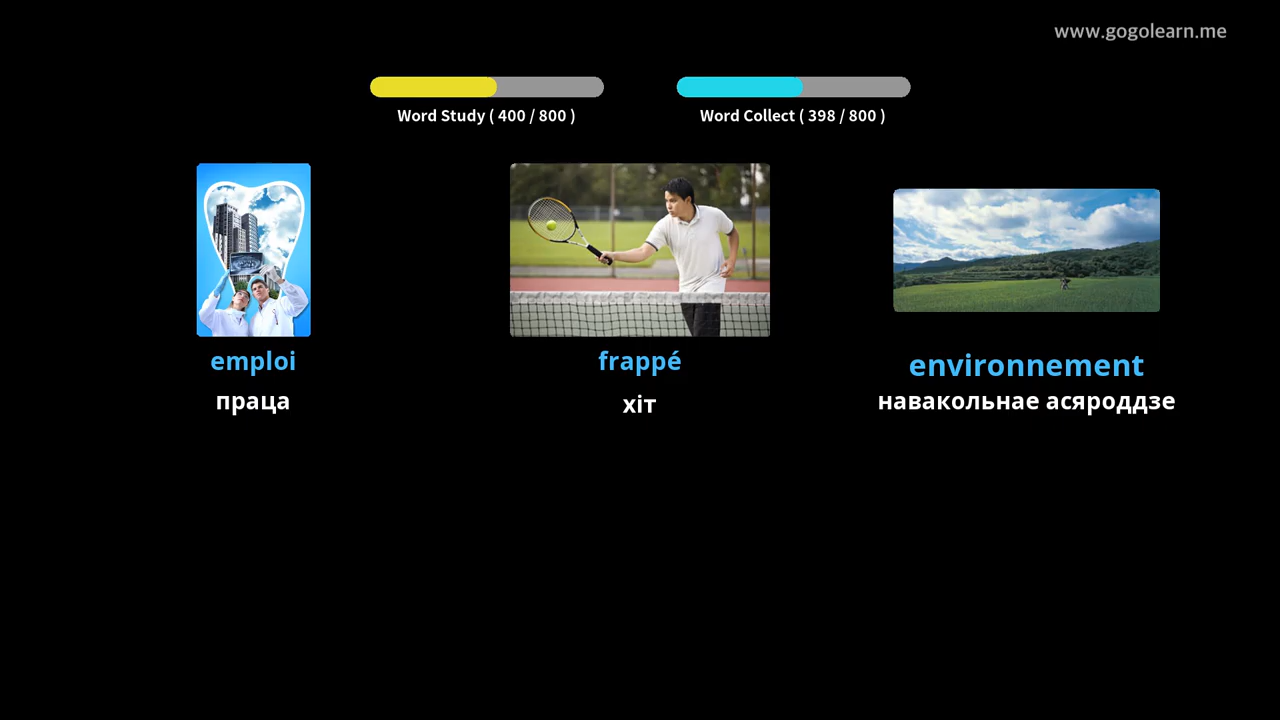 www.gogolearn.me
Word Study ( 400 / 800 )
Word Collect ( 398 / 800 )
emploi
frappé
environnement
праца
хіт
навакольнае асяроддзе